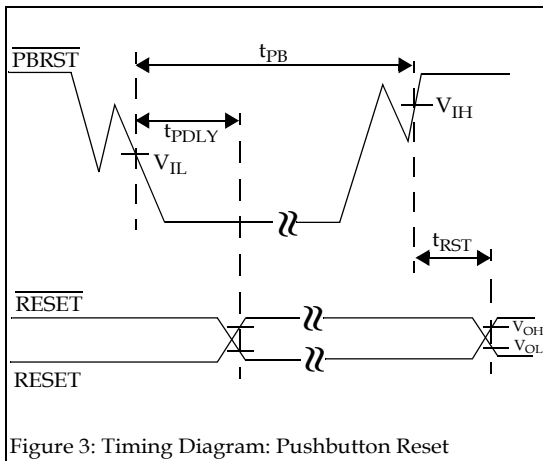 PBRST
tPB
VIH
tPDLY
VIL
tRST
RESET
VOH
VOL
RESET
Figure 3: Timing Diagram: Pushbutton Reset